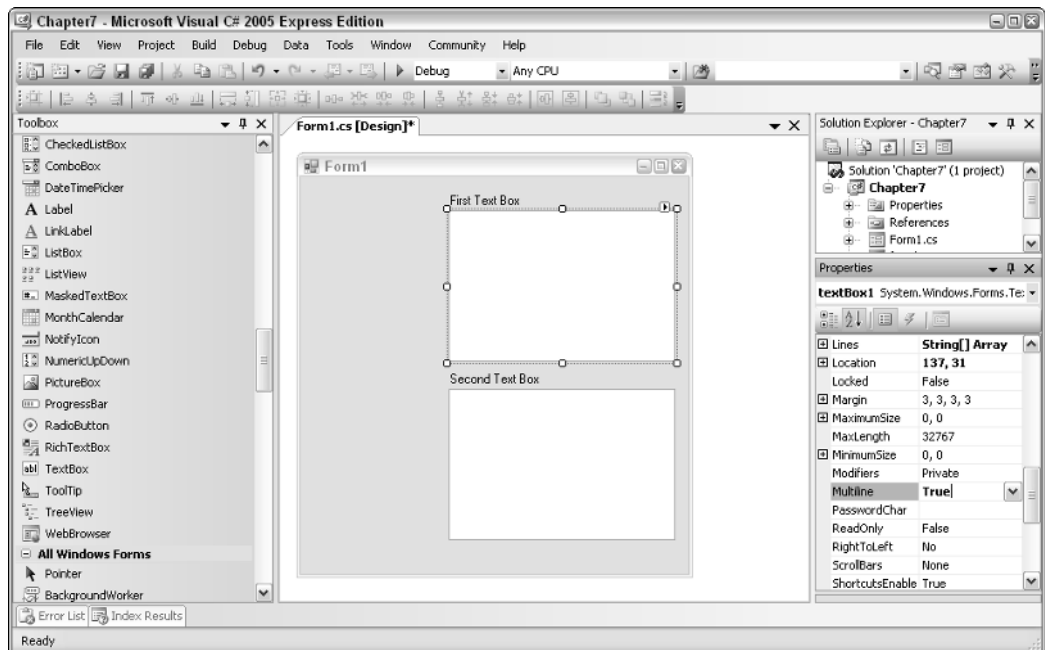 Chapter7 - Microsoft Visual C# 2005 Express Edition
File Edit View Project Build Debug Data Tools Window Community Help
Debug Any CPU
Toolbox
CheckedListBox
ComboBox
DateTimePicker
Label
LinkLabel
ListBox
ListView
MaskedTextBox
MonthCalendar
NotifyIcon
NumericUpDown
PictureBox
ProgressBar
RadioButton
RichTextBox
TextBox
ToolTip
TreeView
WebBrowser
All Windows Forms
Pointer
BackgroundWorker
Form1.cs [Design]*
Form1
First Text Box
Second Text Box
Solution Explorer - Chapter7
Solution 'Chapter7' (1 project)
Chapter7
Properties
References
Form1.cs
Properties
textBox1 System.Windows.Forms.Te:
Lines String[] Array
Location 137, 31
Locked False
Margin 3, 3, 3, 3
MaximumSize 0, 0
MaxLength 32767
MinimumSize 0, 0
Modifiers Private
Multiline True
PasswordChar
ReadOnly False
RightToLeft No
ScrollBars None
ShortcutsEnable True
Error List Index Results
Ready